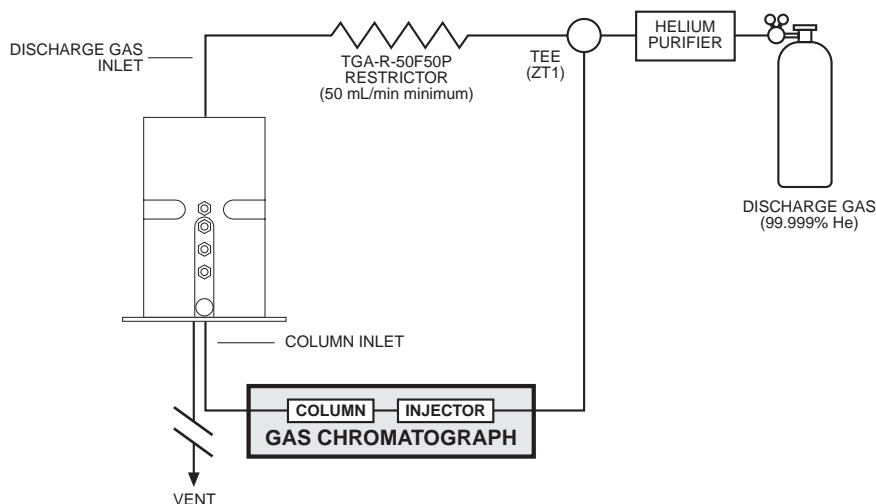 DISCHARGE GAS
INLET
TGA-R-50F50P
RESTRICTOR
(50 mL/min minimum)
TEE
(ZT1)
HELIUM
PURIFIER
DISCHARGE GAS
(99.999% He)
COLUMN INLET
COLUMN
INJECTOR
GAS CHROMATOGRAPH
VENT